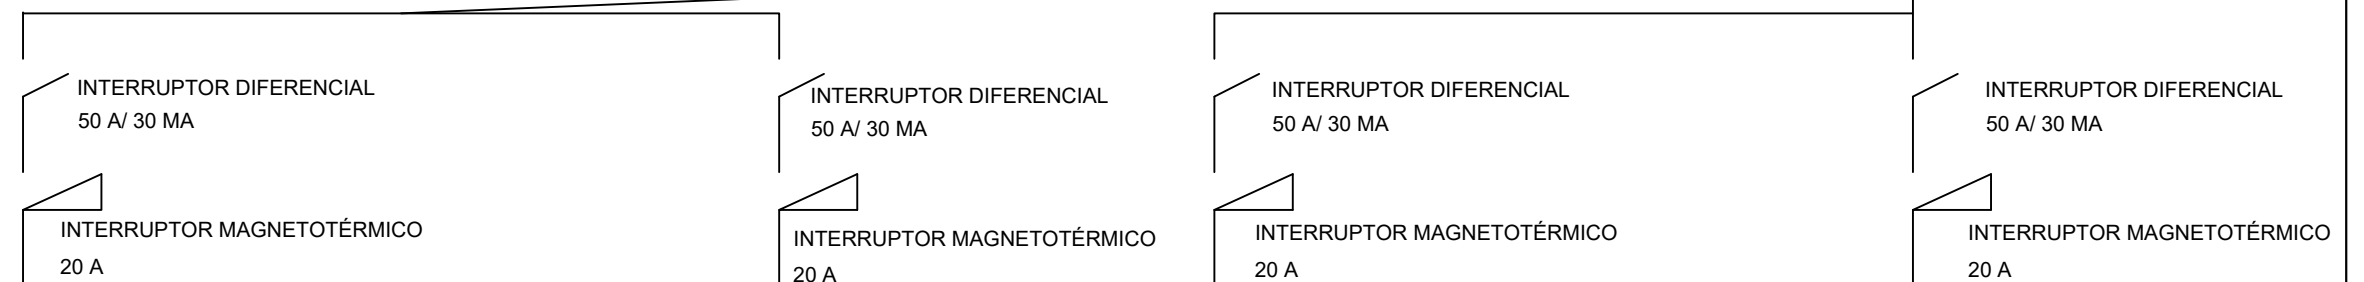 INTERRUPTOR DIFERENCIAL
50 A/ 30 MA
INTERRUPTOR MAGNETOTÉRMICO
20 A
INTERRUPTOR DIFERENCIAL
50 A/ 30 MA
INTERRUPTOR MAGNETOTÉRMICO
20 A
INTERRUPTOR DIFERENCIAL
50 A/ 30 MA
INTERRUPTOR MAGNETOTÉRMICO
20 A
INTERRUPTOR DIFERENCIAL
50 A/ 30 MA
INTERRUPTOR MAGNETOTÉRMICO
20 A